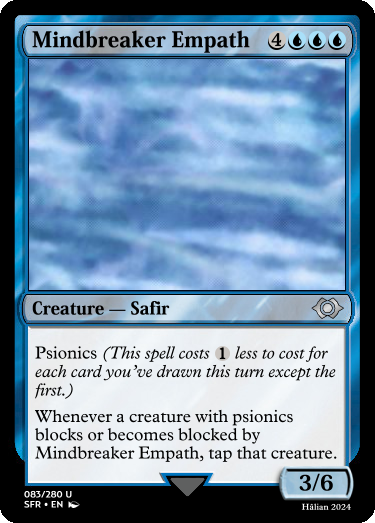 Mindbreaker Empath 4
Creature — Safir
Psionics (This spell costs 1 less to cost for
each card you've drawn this turn except the
first.)
Whenever a creature with psionics
blocks or becomes blocked by
Mindbreaker Empath, tap that creature.
3/6
083/280 U
SFR • EN
Hālian 2024